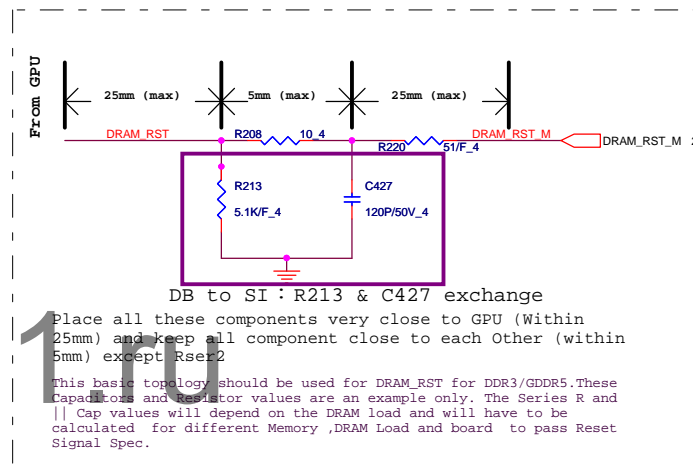 From GPU
25mm (max)
5mm (max)
25mm (max)
DRAM_RST
R208
10_4
R220
51/F_4
DRAM_RST_M
DRAM_RST_M 2
R213
5.1K/F_4
C427
120P/50V_4
DB to SI：R213 & C427 exchange
Place all these components very close to GPU (Within
25mm) and keep all component close to each Other (within
5mm) except Rser2
This basic topology should be used for DRAM_RST for DDR3/GDDR5.These
Capacitors and Resistor values are an example only. The Series R and
|| Cap values will depend on the DRAM load and will have to be
calculated for different Memory ,DRAM Load and board to pass Reset
Signal Spec.
1.ru